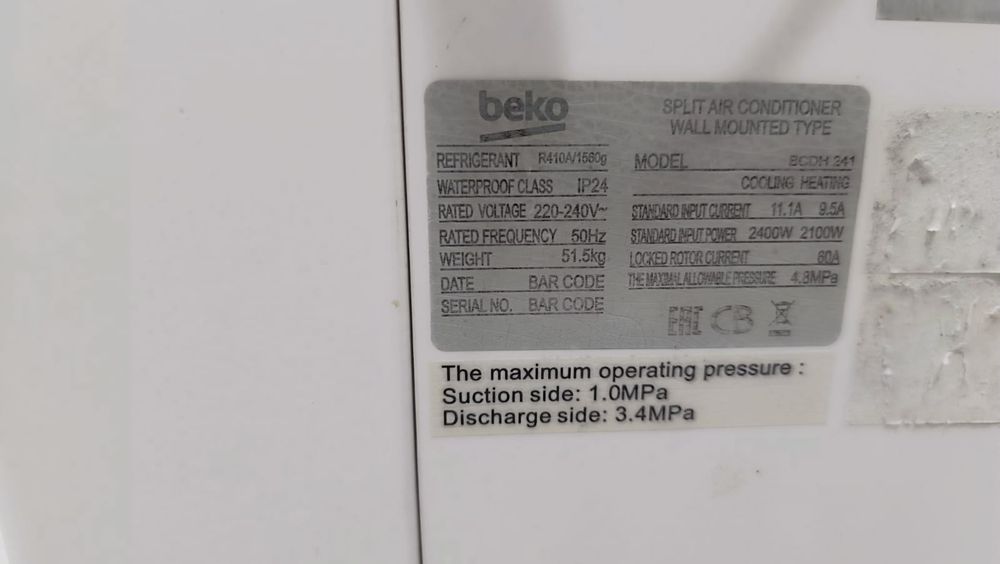 beko
SPLIT AIR CONDITIONER
WALL MOUNTED TYPE
REFRIGERANT R410A/1560g
WATERPROOF CLASS IP24
RATED VOLTAGE 220-240V~
RATED FREQUENCY 50Hz
WEIGHT 51.5kg
DATE BAR CODE
SERIAL NO. BAR CODE
MODEL BCDH 241
COOLING HEATING
STANDARD INPUT CURRENT 11.1A 9.5A
STANDARD INPUT POWER 2400W 2100W
LOCKED ROTOR CURRENT 60A
THE MAXIMAL ALLOWABLE PRESSURE 4.8MPa
EAC CB
The maximum operating pressure :
Suction side: 1.0MPa
Discharge side: 3.4MPa